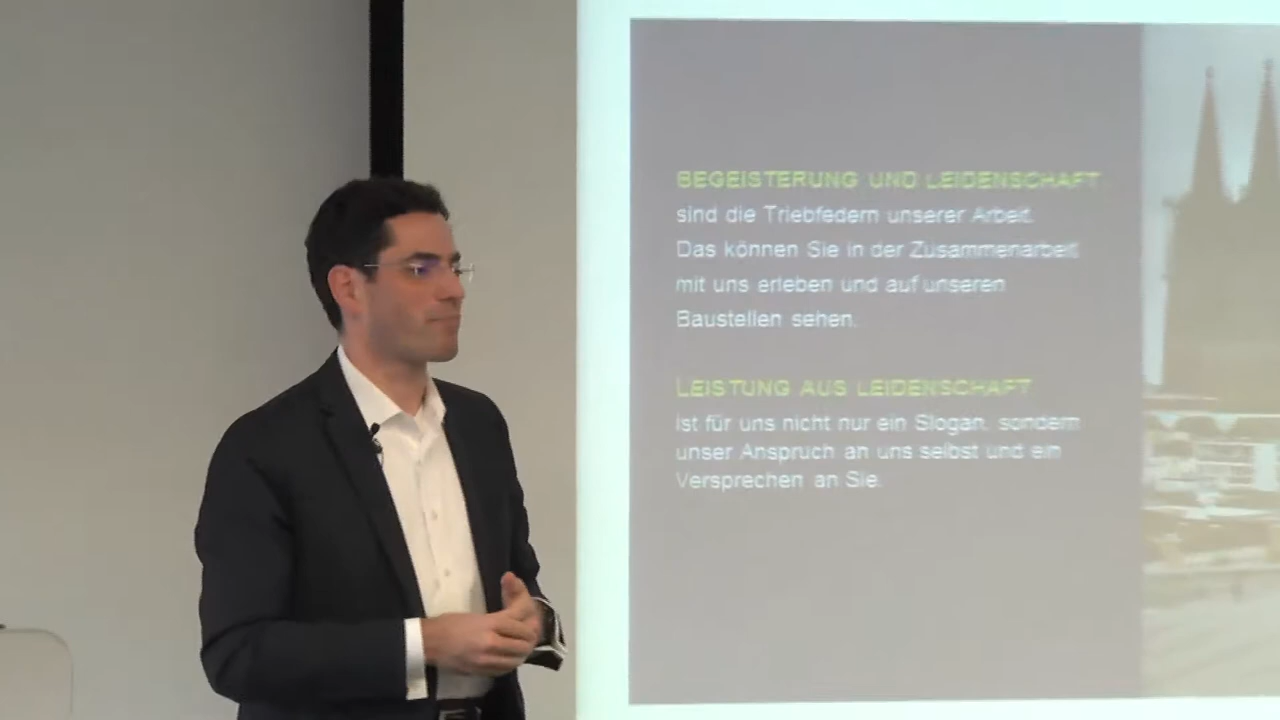 BEGEISTERUNG UND LEIDENSCHAFT
sind die Triebfedern unserer Arbeit.
Das können Sie in der Zusammenarbeit
mit uns erleben und auf unseren
Baustellen sehen.
LEISTUNG AUS LEIDENSCHAFT
ist für uns nicht nur ein Slogan, sondern
unser Anspruch an uns selbst und ein
Versprechen an Sie.